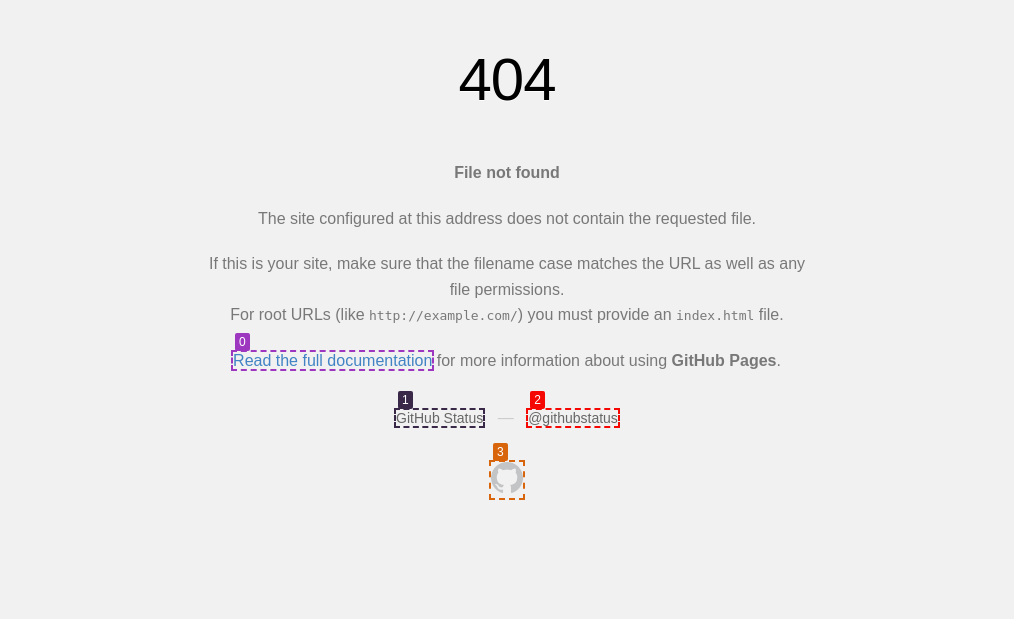 404
File not found
The site configured at this address does not contain the requested file.
If this is your site, make sure that the filename case matches the URL as well as any
file permissions.
For root URLs (like http://example.com/) you must provide an index.html file.
0
Read the full documentation for more information about using GitHub Pages.
1
2
GitHub Status — @githubstatus
3